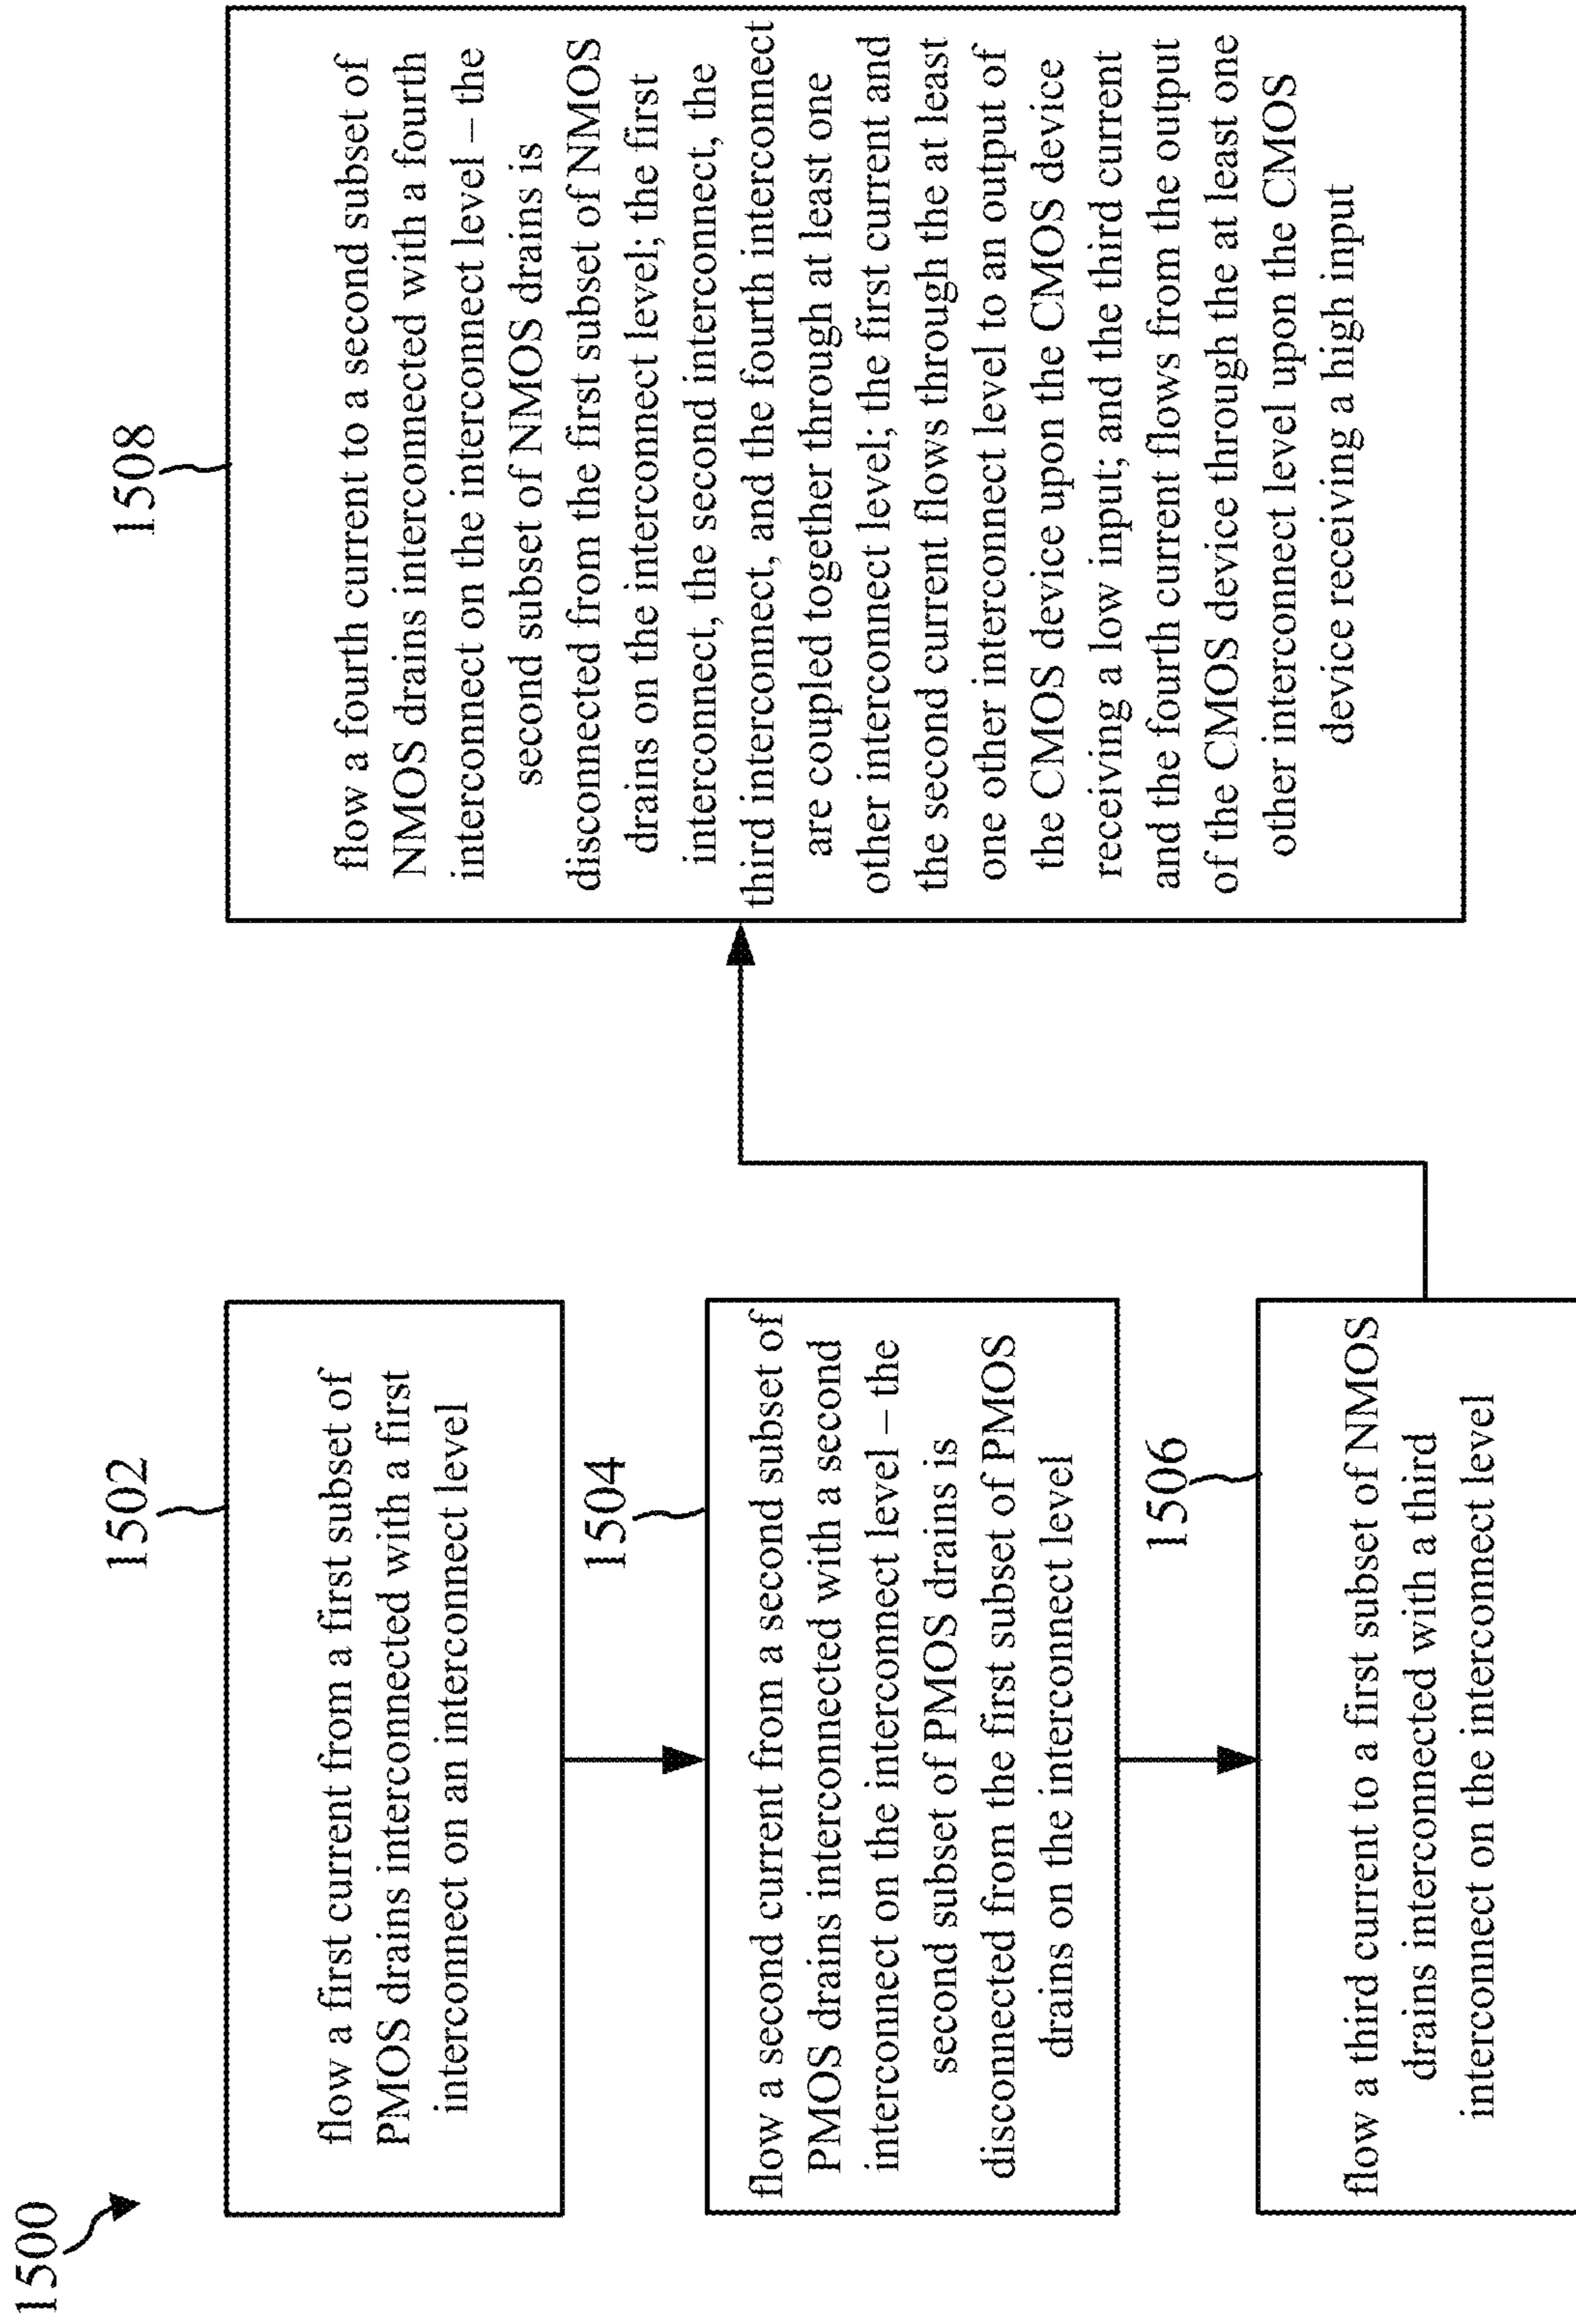 1500
1502
flow a first current from a first subset of
PMOS drains interconnected with a first
interconnect on an interconnect level
1504
flow a second current from a second subset of
PMOS drains interconnected with a second
interconnect on the interconnect level – the
second subset of PMOS drains is
disconnected from the first subset of PMOS
drains on the interconnect level
1506
flow a third current to a first subset of NMOS
drains interconnected with a third
interconnect on the interconnect level
1508
flow a fourth current to a second subset of
NMOS drains interconnected with a fourth
interconnect on the interconnect level – the
second subset of NMOS drains is
disconnected from the first subset of NMOS
drains on the interconnect level; the first
interconnect, the second interconnect, the
third interconnect, and the fourth interconnect
are coupled together through at least one
other interconnect level; the first current and
the second current flows through the at least
one other interconnect level to an output of
the CMOS device upon the CMOS device
receiving a low input; and the third current
and the fourth current flows from the output
of the CMOS device through the at least one
other interconnect level upon the CMOS
device receiving a high input